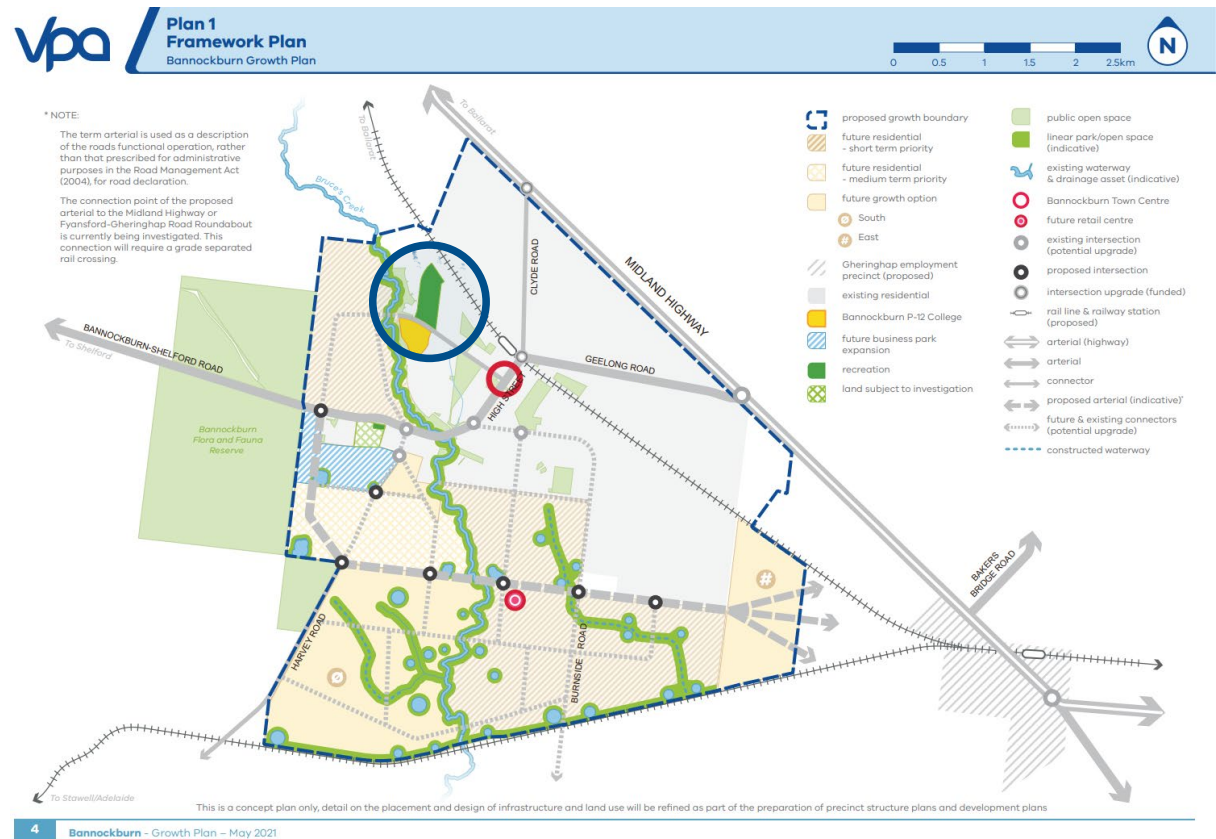 vpa
Plan 1
Framework Plan
Bannockburn Growth Plan
0 0.5 1 1.5 2 2.5km
N
* NOTE:
The term arterial is used as a description
of the roads functional operation, rather
than that prescribed for administrative
purposes in the Road Management Act
(2004), for road declaration.
The connection point of the proposed
arterial to the Midland Highway or
Fyansford-Gheringhap Road Roundabout
is currently being investigated. This
connection will require a grade separated
rail crossing.
To Ballarat
To Ballarat
Bruce's Creek
CLYDE ROAD
MIDLAND HIGHWAY
BANNOCKBURN-SHELFORD ROAD
To Shelford
GEELONG ROAD
HIGH STREET
Bannockburn
Flora and Fauna
Reserve
BAKERS
BRIDGE ROAD
#
HARVEY ROAD
BURNSIDE ROAD
To Stawell/Adelaide
proposed growth boundary
future residential
- short term priority
future residential
- medium term priority
future growth option
South
# East
Gheringhap employment
precinct (proposed)
existing residential
Bannockburn P-12 College
future business park
expansion
recreation
land subject to investigation
public open space
linear park/open space
(indicative)
existing waterway
& drainage asset (indicative)
Bannockburn Town Centre
future retail centre
existing intersection
(potential upgrade)
proposed intersection
intersection upgrade (funded)
rail line & railway station
(proposed)
arterial (highway)
arterial
connector
proposed arterial (indicative)*
future & existing connectors
(potential upgrade)
constructed waterway
This is a concept plan only, detail on the placement and design of infrastructure and land use will be refined as part of the preparation of precinct structure plans and development plans
4 Bannockburn - Growth Plan – May 2021